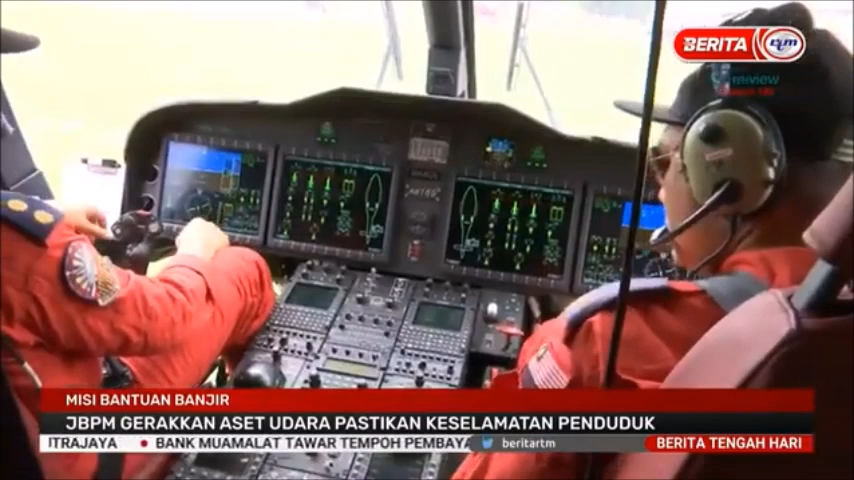 BERITA rtm
MISI BANTUAN BANJIR
JBPM GERAKKAN ASET UDARA PASTIKAN KESELAMATAN PENDUDUK
ITRAJAYA BANK MUAMALAT TAWAR TEMPOH PEMBAYA beritartm BERITA TENGAH HARI